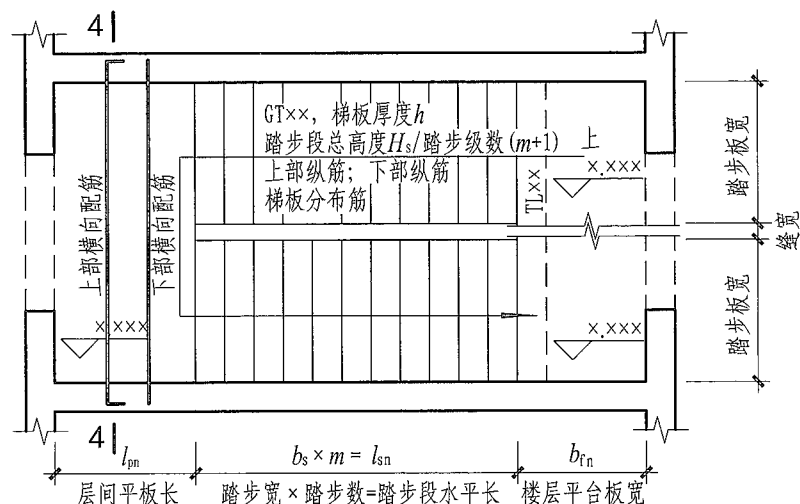 4
GT××，梯板厚度h
踏步段总高度Hs/踏步级数(m+1)
上部纵筋；下部纵筋
梯板分布筋
上
×.×××
TL××
上部横向配筋
下部横向配筋
踏步板宽
缝宽
踏步板宽
×.×××
×.×××
4
lpn
bs×m=lsn
bfn
层间平板长
踏步宽×踏步数=踏步段水平长
楼层平台板宽